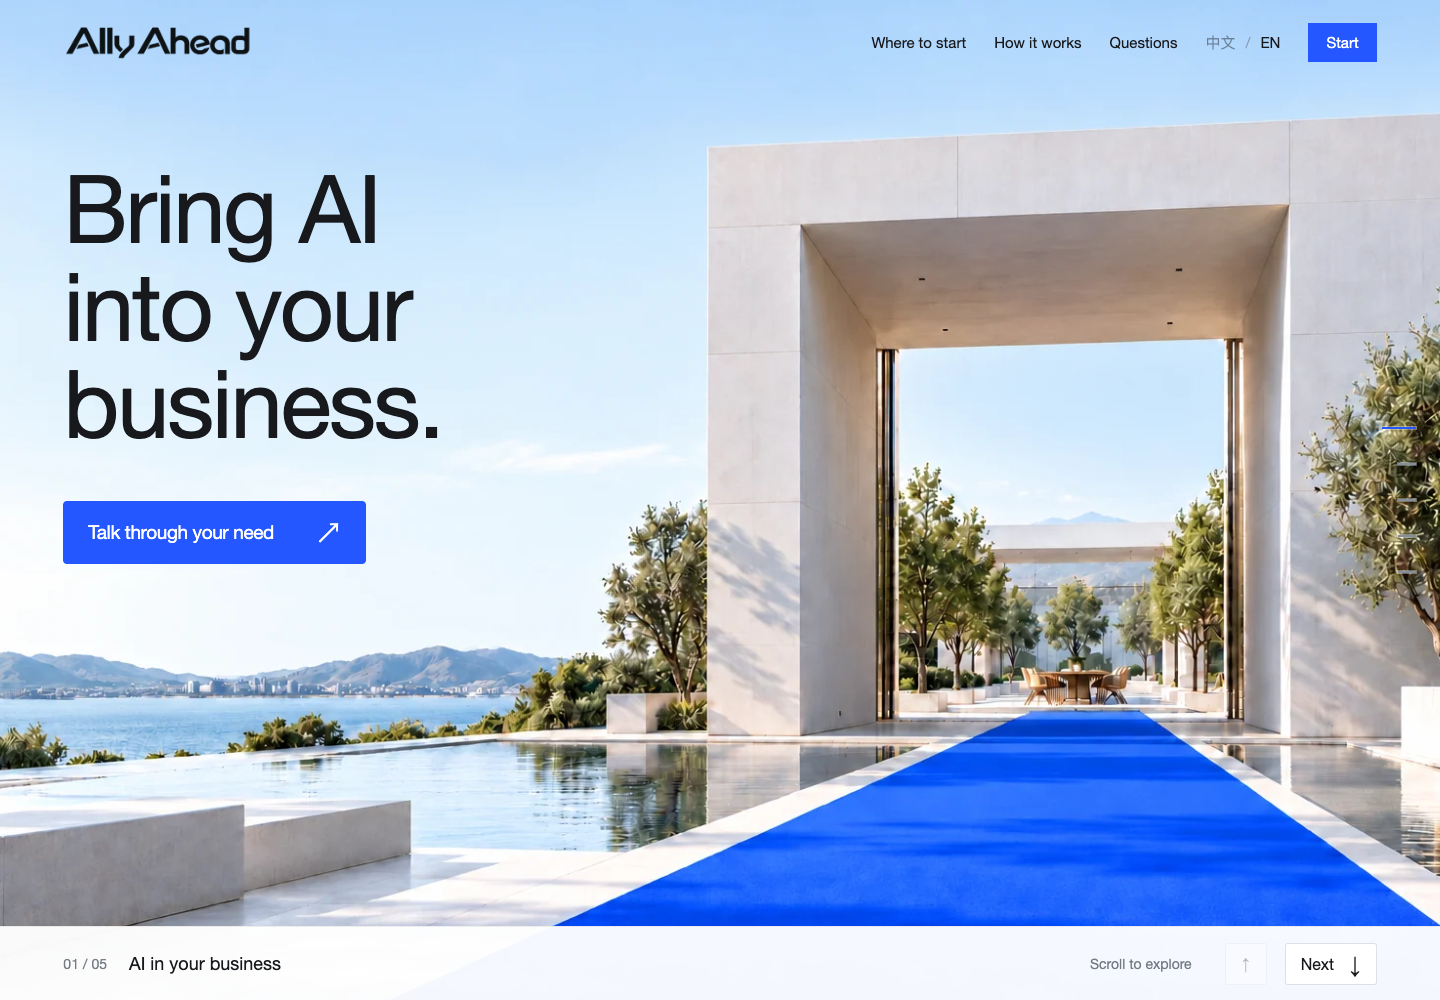 Ally Ahead
Where to start
How it works
Questions
中文 / EN
Start
Bring AI
into your
business.
Talk through your need ↗
01 / 05
AI in your business
Scroll to explore
↑
Next ↓